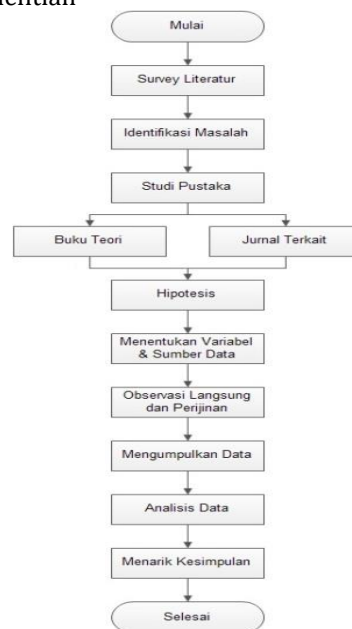 Mulai
Survey Literatur
Identifikasi Masalah
Studi Pustaka
Buku Teori
Jurnal Terkait
Hipotesis
Menentukan Variabel
& Sumber Data
Observasi Langsung
dan Perijinan
Mengumpulkan Data
Analisis Data
Menarik Kesimpulan
Selesai